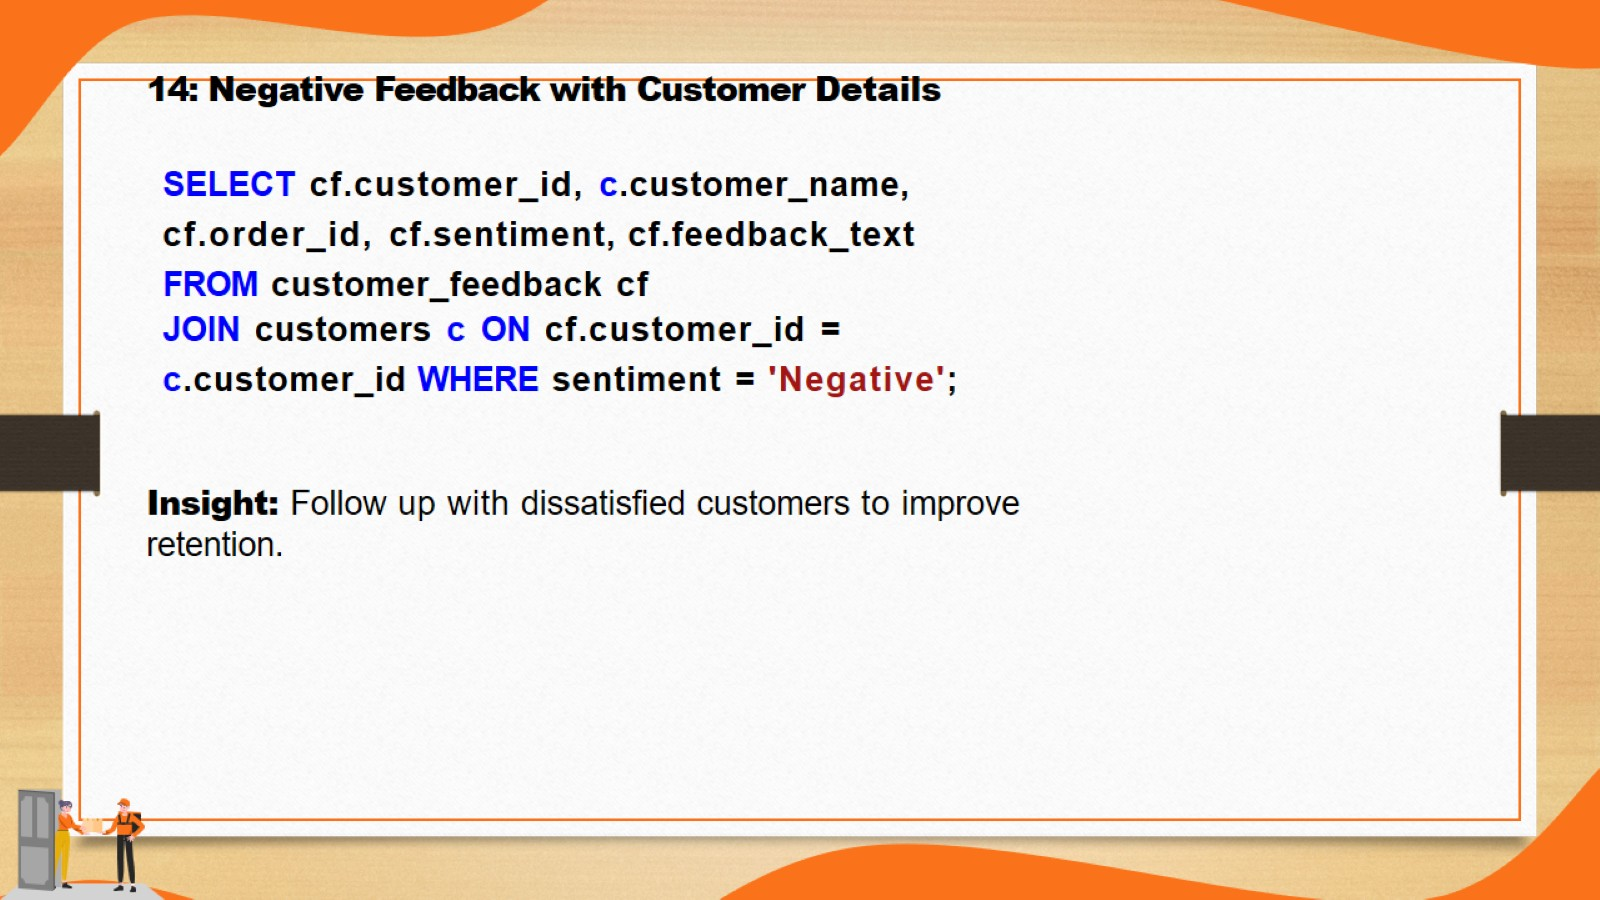 14: Negative Feedback with Customer Details
SELECT cf.customer_id, c.customer_name,
cf.order_id, cf.sentiment, cf.feedback_text
FROM customer_feedback cf
JOIN customers c ON cf.customer_id =
c.customer_id WHERE sentiment = 'Negative';
Insight: Follow up with dissatisfied customers to improve
retention.